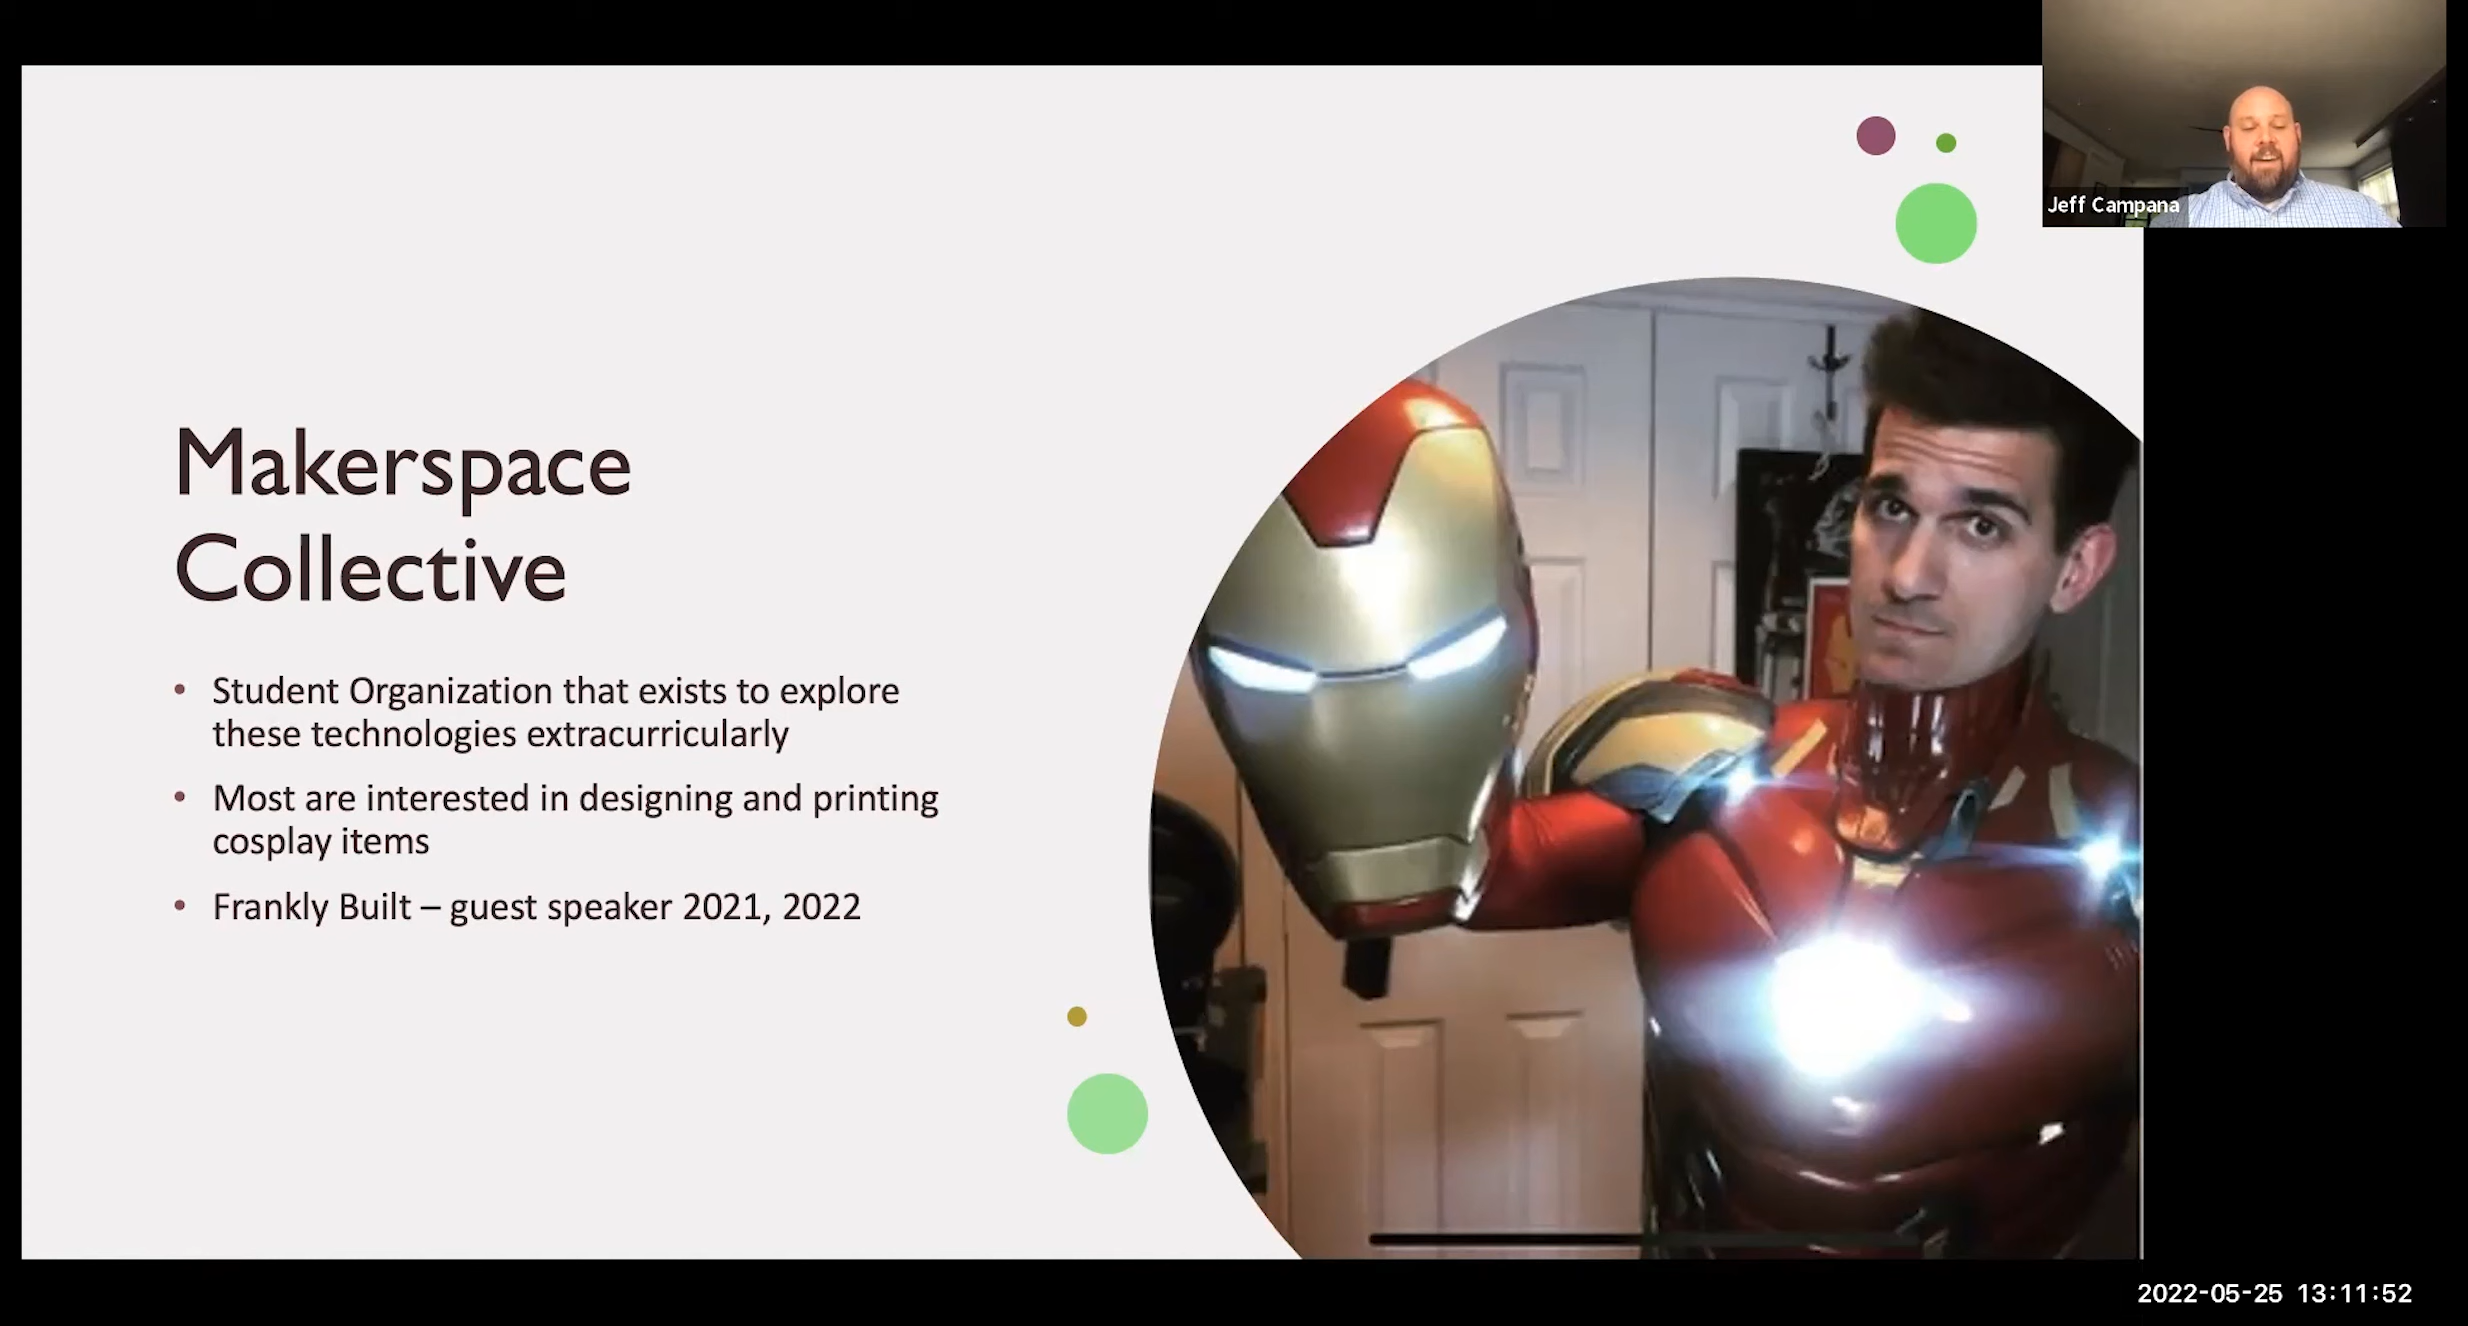 Jeff Campana
Makerspace
Collective
• Student Organization that exists to explore
these technologies extracurricularly
• Most are interested in designing and printing
cosplay items
• Frankly Built – guest speaker 2021, 2022
2022-05-25 13:11:52